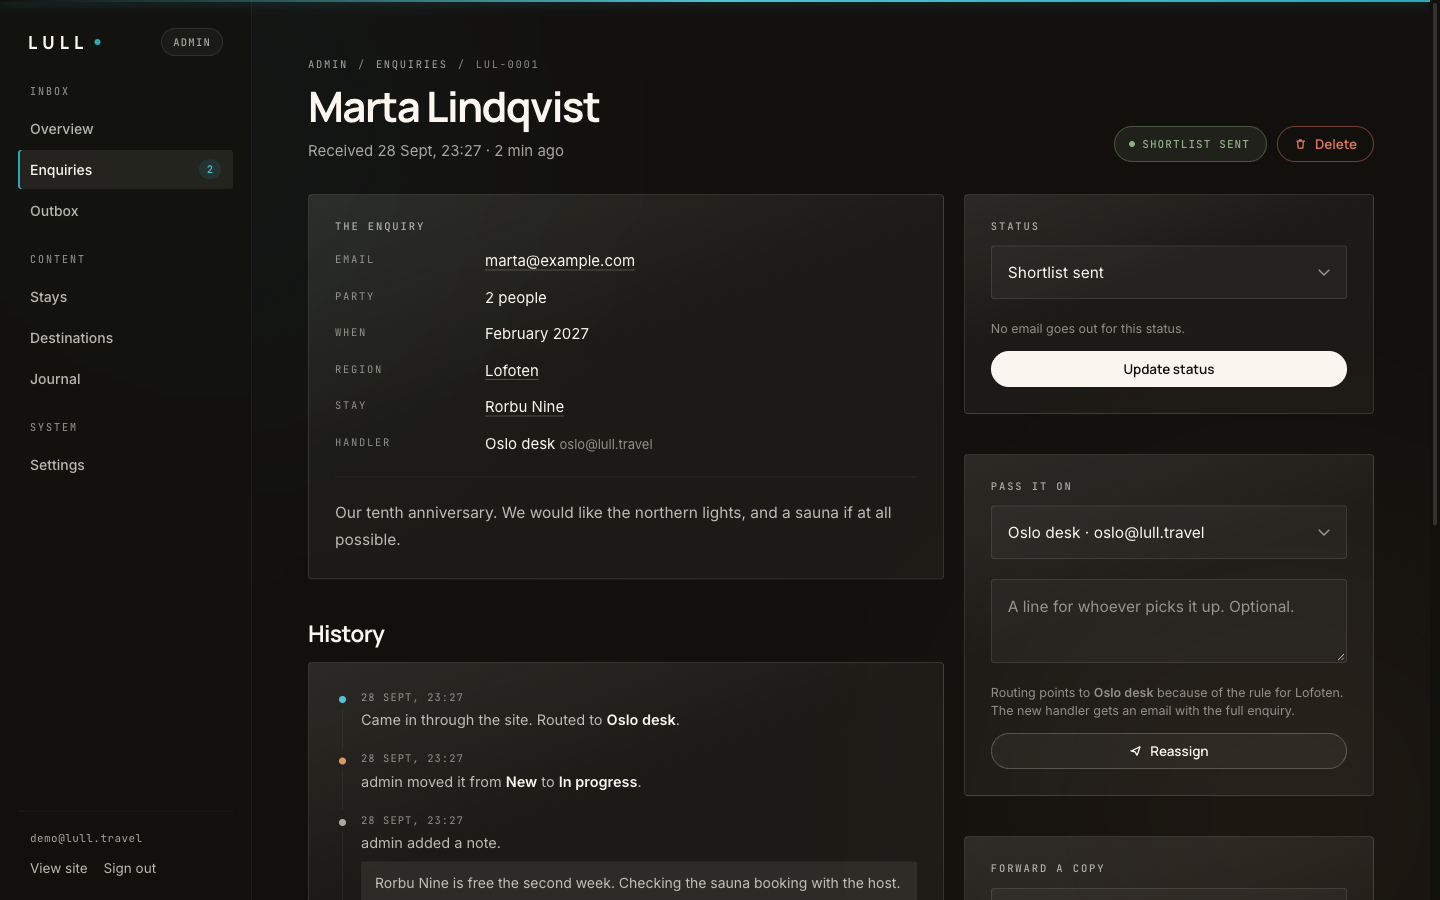 LULL
ADMIN
INBOX
Overview
Enquiries
2
Outbox
CONTENT
Stays
Destinations
Journal
SYSTEM
Settings
demo@lull.travel
View site
Sign out
ADMIN / ENQUIRIES / LUL-0001
Marta Lindqvist
Received 28 Sept, 23:27 · 2 min ago
SHORTLIST SENT
Delete
THE ENQUIRY
EMAIL
marta@example.com
PARTY
2 people
WHEN
February 2027
REGION
Lofoten
STAY
Rorbu Nine
HANDLER
Oslo desk oslo@lull.travel
Our tenth anniversary. We would like the northern lights, and a sauna if at all
possible.
History
28 SEPT, 23:27
Came in through the site. Routed to Oslo desk.
28 SEPT, 23:27
admin moved it from New to In progress.
28 SEPT, 23:27
admin added a note.
Rorbu Nine is free the second week. Checking the sauna booking with the host.
STATUS
Shortlist sent
No email goes out for this status.
Update status
PASS IT ON
Oslo desk · oslo@lull.travel
A line for whoever picks it up. Optional.
Routing points to Oslo desk because of the rule for Lofoten.
The new handler gets an email with the full enquiry.
Reassign
FORWARD A COPY